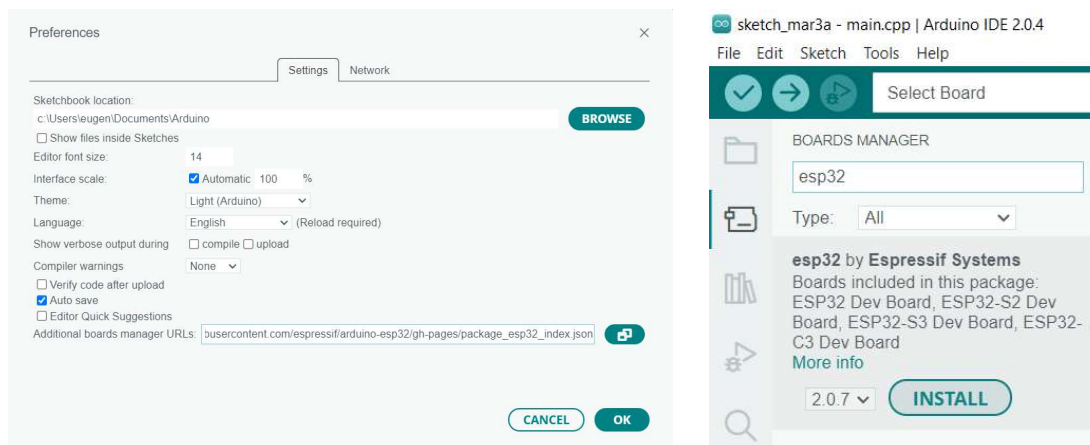 Preferences
Settings Network
Sketchbook location:
c:\Users\eugen\Documents\Arduino
BROWSE
Show files inside Sketches
Editor font size: 14
Interface scale: Automatic 100 %
Theme: Light (Arduino)
Language: English (Reload required)
Show verbose output during compile upload
Compiler warnings None
Verify code after upload
Auto save
Editor Quick Suggestions
Additional boards manager URLs: busercontent.com/espressif/arduino-esp32/gh-pages/package_esp32_index.json
CANCEL OK
sketch_mar3a - main.cpp | Arduino IDE 2.0.4
File Edit Sketch Tools Help
Select Board
BOARDS MANAGER
esp32
Type: All
esp32 by Espressif Systems
Boards included in this package:
ESP32 Dev Board, ESP32-S2 Dev
Board, ESP32-S3 Dev Board, ESP32-
C3 Dev Board
More info
2.0.7 INSTALL